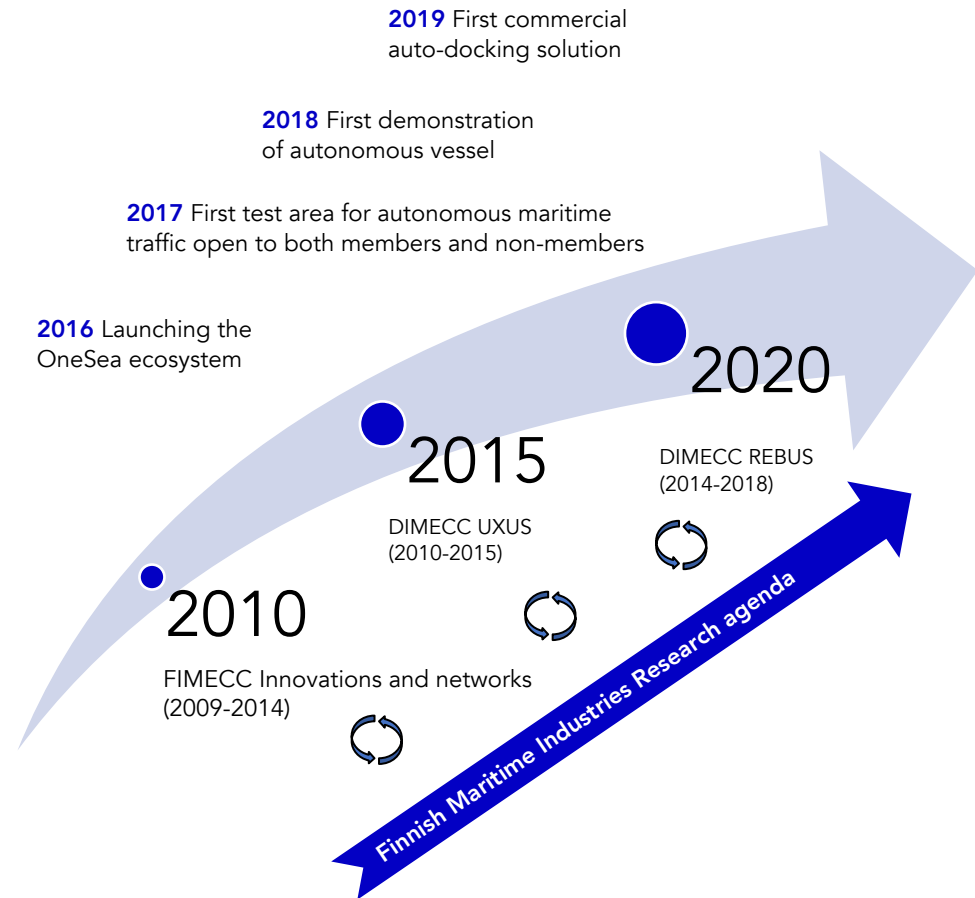 2019 First commercial
auto-docking solution
2018 First demonstration
of autonomous vessel
2017 First test area for autonomous maritime
traffic open to both members and non-members
2016 Launching the
OneSea ecosystem
2020
2015
DIMECC REBUS
(2014-2018)
DIMECC UXUS
(2010-2015)
2010
FIMECC Innovations and networks
(2009-2014)
Finnish Maritime Industries Research agenda